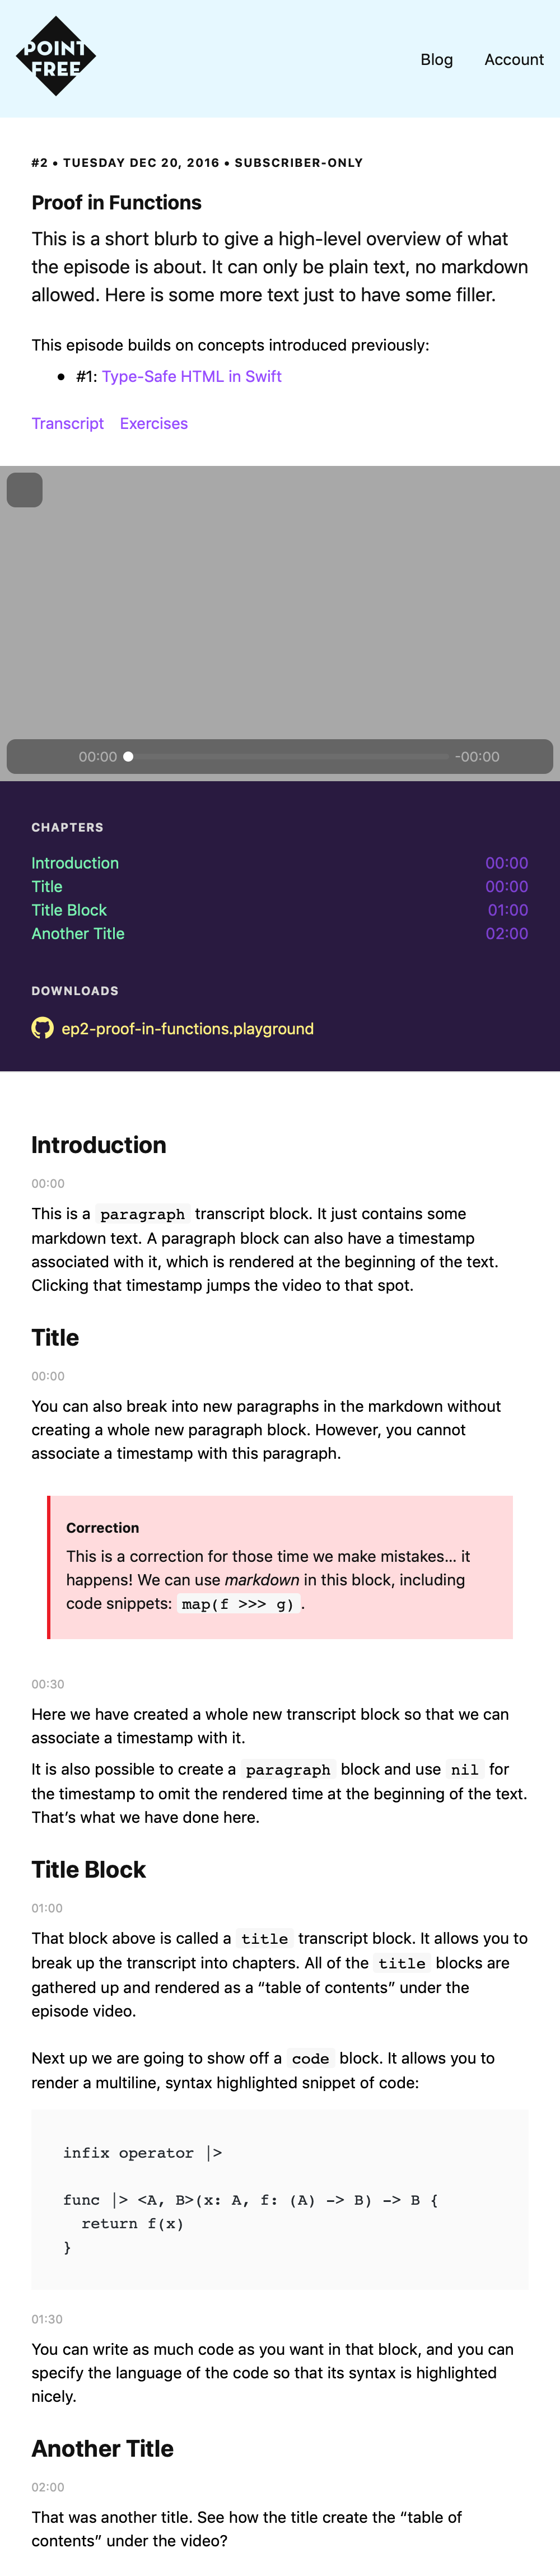 POINT
FREE
Blog
Account
#2 • TUESDAY DEC 20, 2016 • SUBSCRIBER-ONLY
Proof in Functions
This is a short blurb to give a high-level overview of what
the episode is about. It can only be plain text, no markdown
allowed. Here is some more text just to have some filler.
This episode builds on concepts introduced previously:
• #1: Type-Safe HTML in Swift
Transcript Exercises
00:00 -00:00
CHAPTERS
Introduction 00:00
Title 00:00
Title Block 01:00
Another Title 02:00
DOWNLOADS
ep2-proof-in-functions.playground
Introduction
00:00
This is a paragraph transcript block. It just contains some
markdown text. A paragraph block can also have a timestamp
associated with it, which is rendered at the beginning of the text.
Clicking that timestamp jumps the video to that spot.
Title
00:00
You can also break into new paragraphs in the markdown without
creating a whole new paragraph block. However, you cannot
associate a timestamp with this paragraph.
Correction
This is a correction for those time we make mistakes... it
happens! We can use markdown in this block, including
code snippets: map(f >>> g).
00:30
Here we have created a whole new transcript block so that we can
associate a timestamp with it.
It is also possible to create a paragraph block and use nil for
the timestamp to omit the rendered time at the beginning of the text.
That’s what we have done here.
Title Block
01:00
That block above is called a title transcript block. It allows you to
break up the transcript into chapters. All of the title blocks are
gathered up and rendered as a “table of contents” under the
episode video.
Next up we are going to show off a code block. It allows you to
render a multiline, syntax highlighted snippet of code:
infix operator |>
func |> <A, B>(x: A, f: (A) -> B) -> B {
  return f(x)
}
01:30
You can write as much code as you want in that block, and you can
specify the language of the code so that its syntax is highlighted
nicely.
Another Title
02:00
That was another title. See how the title create the “table of
contents” under the video?